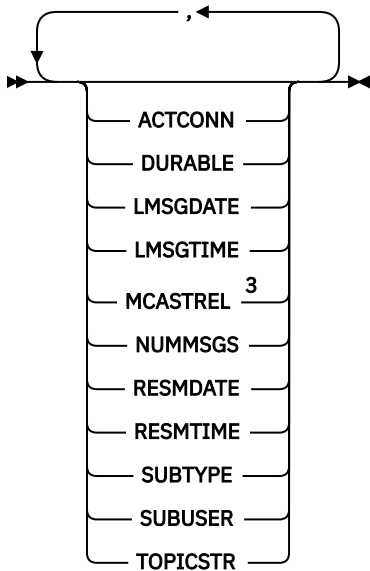 ,
ACTCONN
DURABLE
LMSGDATE
LMSGTIME
MCASTREL 3
NUMMSGS
RESMDATE
RESMTIME
SUBTYPE
SUBUSER
TOPICSTR